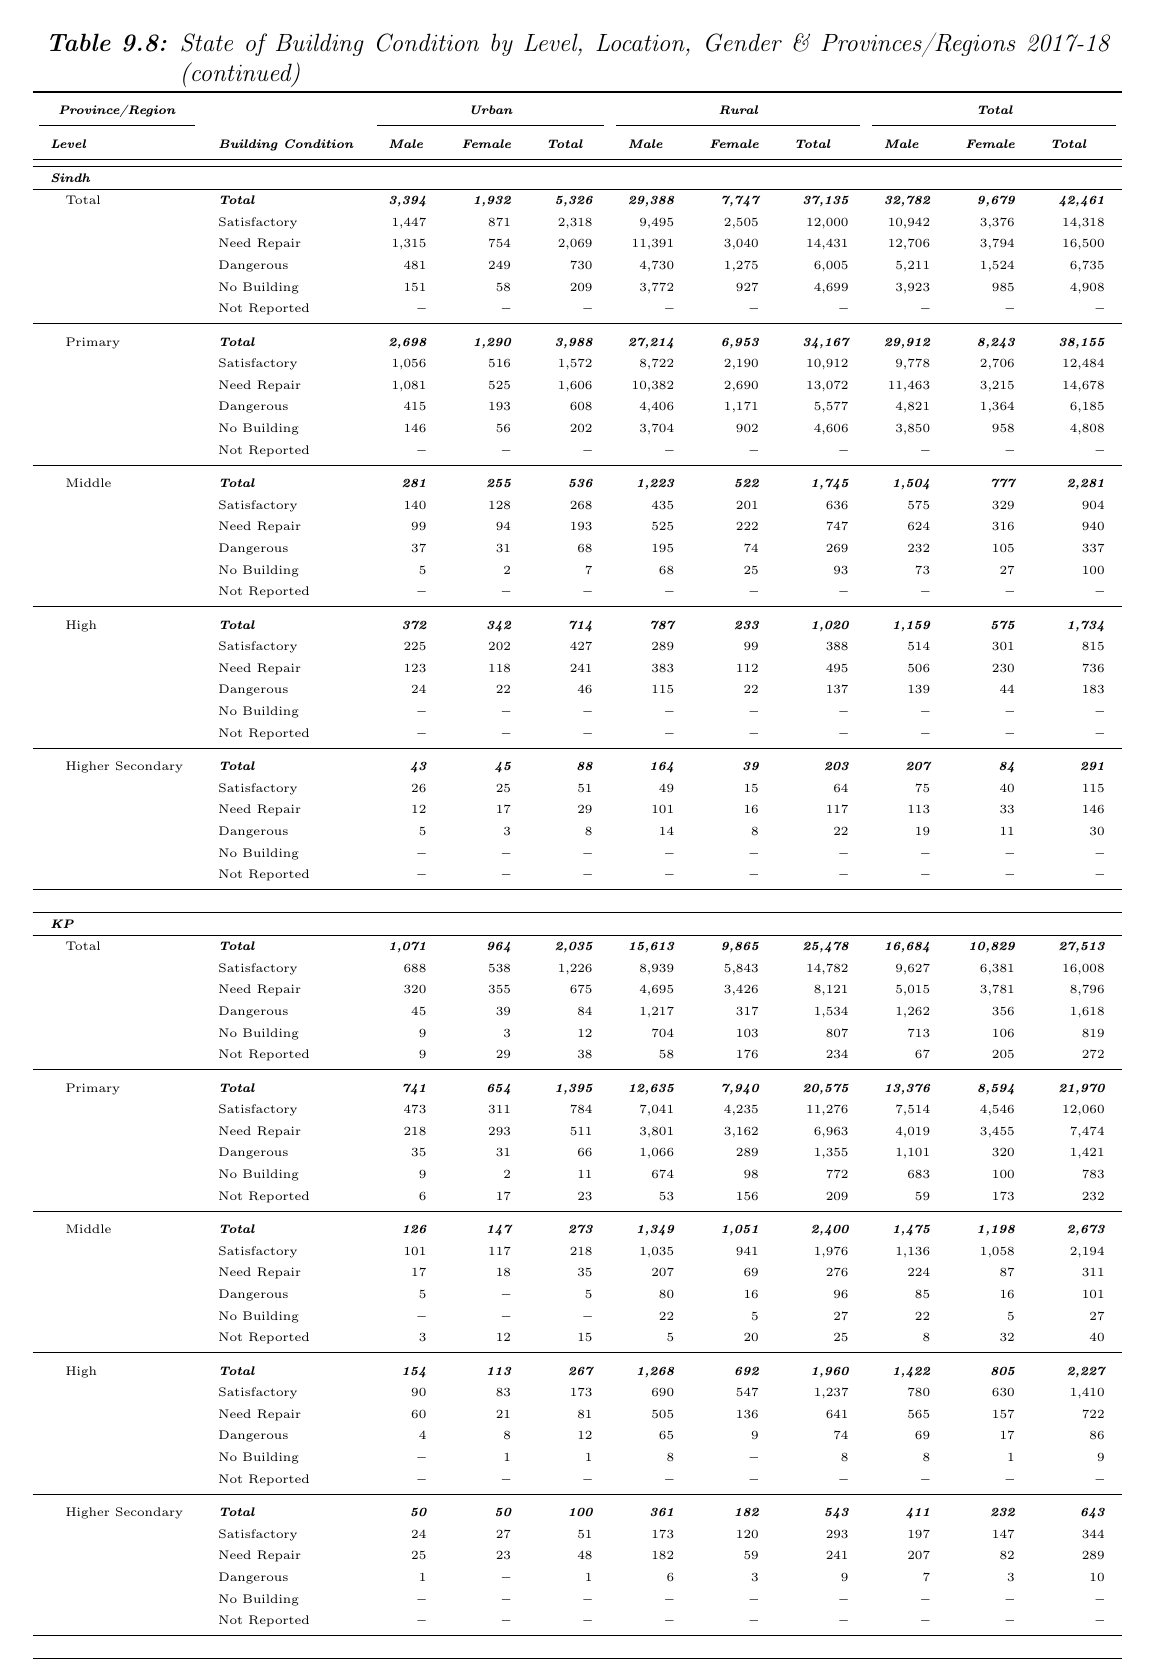 Table 9.8: State of Building Condition by Level, Location, Gender & Provinces/Regions 2017-18
(continued)
Province/Region Urban Rural Total
Level Building Condition Male Female Total Male Female Total Male Female Total
Sindh
Total Total 3,394 1,932 5,326 29,388 7,747 37,135 32,782 9,679 42,461
Satisfactory 1,447 871 2,318 9,495 2,505 12,000 10,942 3,376 14,318
Need Repair 1,315 754 2,069 11,391 3,040 14,431 12,706 3,794 16,500
Dangerous 481 249 730 4,730 1,275 6,005 5,211 1,524 6,735
No Building 151 58 209 3,772 927 4,699 3,923 985 4,908
Not Reported – – – – – – – – –
Primary Total 2,698 1,290 3,988 27,214 6,953 34,167 29,912 8,243 38,155
Satisfactory 1,056 516 1,572 8,722 2,190 10,912 9,778 2,706 12,484
Need Repair 1,081 525 1,606 10,382 2,690 13,072 11,463 3,215 14,678
Dangerous 415 193 608 4,406 1,171 5,577 4,821 1,364 6,185
No Building 146 56 202 3,704 902 4,606 3,850 958 4,808
Not Reported – – – – – – – – –
Middle Total 281 255 536 1,223 522 1,745 1,504 777 2,281
Satisfactory 140 128 268 435 201 636 575 329 904
Need Repair 99 94 193 525 222 747 624 316 940
Dangerous 37 31 68 195 74 269 232 105 337
No Building 5 2 7 68 25 93 73 27 100
Not Reported – – – – – – – – –
High Total 372 342 714 787 233 1,020 1,159 575 1,734
Satisfactory 225 202 427 289 99 388 514 301 815
Need Repair 123 118 241 383 112 495 506 230 736
Dangerous 24 22 46 115 22 137 139 44 183
No Building – – – – – – – – –
Not Reported – – – – – – – – –
Higher Secondary Total 43 45 88 164 39 203 207 84 291
Satisfactory 26 25 51 49 15 64 75 40 115
Need Repair 12 17 29 101 16 117 113 33 146
Dangerous 5 3 8 14 8 22 19 11 30
No Building – – – – – – – – –
Not Reported – – – – – – – – –
KP
Total Total 1,071 964 2,035 15,613 9,865 25,478 16,684 10,829 27,513
Satisfactory 688 538 1,226 8,939 5,843 14,782 9,627 6,381 16,008
Need Repair 320 355 675 4,695 3,426 8,121 5,015 3,781 8,796
Dangerous 45 39 84 1,217 317 1,534 1,262 356 1,618
No Building 9 3 12 704 103 807 713 106 819
Not Reported 9 29 38 58 176 234 67 205 272
Primary Total 741 654 1,395 12,635 7,940 20,575 13,376 8,594 21,970
Satisfactory 473 311 784 7,041 4,235 11,276 7,514 4,546 12,060
Need Repair 218 293 511 3,801 3,162 6,963 4,019 3,455 7,474
Dangerous 35 31 66 1,066 289 1,355 1,101 320 1,421
No Building 9 2 11 674 98 772 683 100 783
Not Reported 6 17 23 53 156 209 59 173 232
Middle Total 126 147 273 1,349 1,051 2,400 1,475 1,198 2,673
Satisfactory 101 117 218 1,035 941 1,976 1,136 1,058 2,194
Need Repair 17 18 35 207 69 276 224 87 311
Dangerous 5 – 5 80 16 96 85 16 101
No Building – – – 22 5 27 22 5 27
Not Reported 3 12 15 5 20 25 8 32 40
High Total 154 113 267 1,268 692 1,960 1,422 805 2,227
Satisfactory 90 83 173 690 547 1,237 780 630 1,410
Need Repair 60 21 81 505 136 641 565 157 722
Dangerous 4 8 12 65 9 74 69 17 86
No Building – 1 1 8 – 8 8 1 9
Not Reported – – – – – – – – –
Higher Secondary Total 50 50 100 361 182 543 411 232 643
Satisfactory 24 27 51 173 120 293 197 147 344
Need Repair 25 23 48 182 59 241 207 82 289
Dangerous 1 – 1 6 3 9 7 3 10
No Building – – – – – – – – –
Not Reported – – – – – – – – –